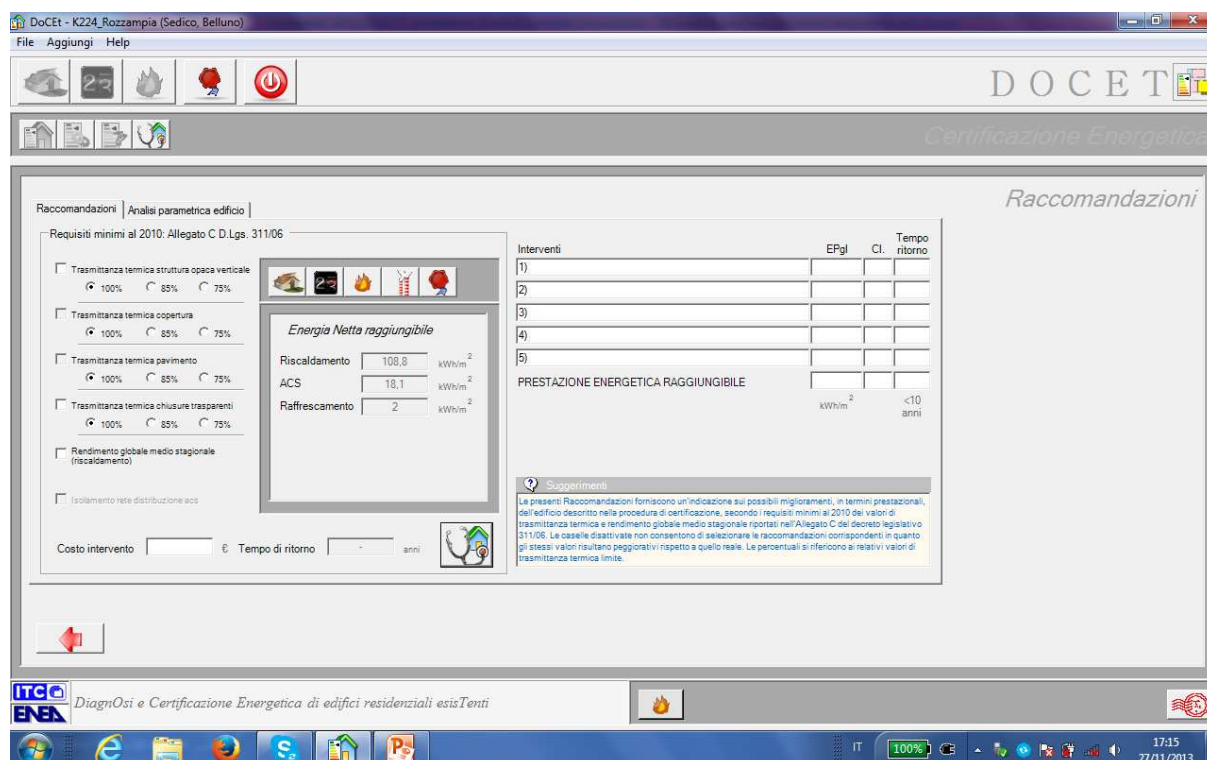 DoCEt - K224_Rozzampia (Sedico, Belluno)
File Aggiungi Help
DOCET
Certificazione Energetica
Raccomandazioni
Raccomandazioni Analisi parametrica edificio
Requisiti minimi al 2010: Allegato C D.Lgs. 311/06
Trasmittanza termica struttura opaca verticale
100% 85% 75%
Trasmittanza termica copertura
100% 85% 75%
Trasmittanza termica pavimento
100% 85% 75%
Trasmittanza termica chiusure trasparenti
100% 85% 75%
Rendimento globale medio stagionale
(riscaldamento)
Isolamento rete distribuzione acs
Energia Netta raggiungibile
Riscaldamento 108,8 kWh/m2
ACS 18,1 kWh/m2
Raffrescamento 2 kWh/m2
Costo intervento € Tempo di ritorno - anni
Interventi EPgl Cl. Tempo ritorno
1)
2)
3)
4)
5)
PRESTAZIONE ENERGETICA RAGGIUNGIBILE
kWh/m2 <10 anni
Suggerimenti
Le presenti Raccomandazioni forniscono un'indicazione sui possibili miglioramenti, in termini prestazionali,
dell'edificio descritto nella procedura di certificazione, secondo i requisiti minimi al 2010 dei valori di
trasmittanza termica e rendimento globale medio stagionale riportati nell'Allegato C del decreto legislativo
311/06. Le caselle disattivate non consentono di selezionare le raccomandazioni corrispondenti in quanto
gli stessi valori risultano peggiorativi rispetto a quello reale. Le percentuali si riferiscono ai relativi valori di
trasmittanza termica limite.
ITC
ENEA
DiagnOsi e Certificazione Energetica di edifici residenziali esisTenti
IT 100% 17:15
27/11/2013